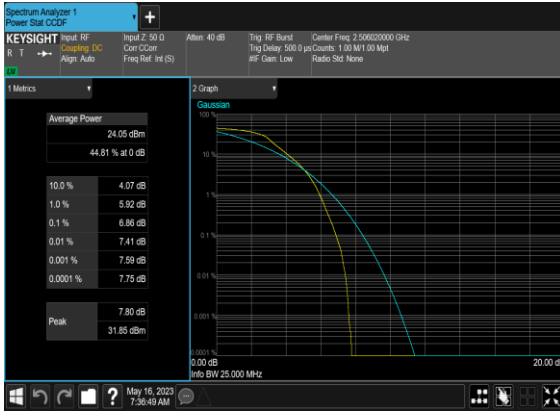 Spectrum Analyzer 1
Power Stat CCDF
KEYSIGHT Input: RF Input Z: 50 Ω Atten: 40 dB Trig: RF Burst Center Freq: 2.506020000 GHz
R T Coupling: DC Corr CCorr Trig Delay: 500.0 µs Counts: 1.00 M/1.00 Mpt
Align: Auto Freq Ref: Int (S) #IF Gain: Low Radio Std: None
1 Metrics
2 Graph
Average Power
24.05 dBm
44.81 % at 0 dB
10.0 % 4.07 dB
1.0 % 5.92 dB
0.1 % 6.86 dB
0.01 % 7.41 dB
0.001 % 7.59 dB
0.0001 % 7.75 dB
Peak
7.80 dB
31.85 dBm
Gaussian
100 %
10 %
1 %
0.1 %
0.01 %
0.001 %
0.0001 %
0.00 dB 20.00 d
Info BW 25.000 MHz
May 16, 2023
7:36:49 AM